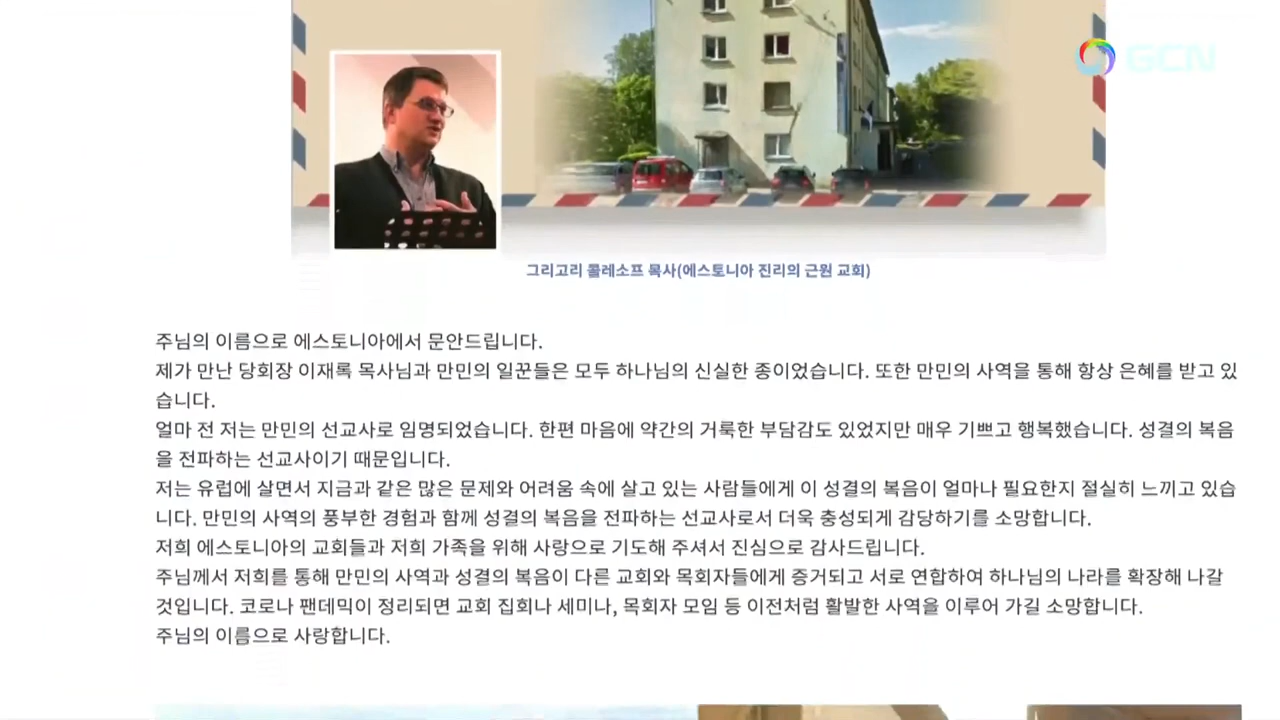 GCN
그리고리 콜레소프 목사(에스토니아 진리의 근원 교회)
주님의 이름으로 에스토니아에서 문안드립니다.
제가 만난 당회장 이재록 목사님과 만민의 일꾼들은 모두 하나님의 신실한 종이었습니다. 또한 만민의 사역을 통해 항상 은혜를 받고 있
습니다.
얼마 전 저는 만민의 선교사로 임명되었습니다. 한편 마음에 약간의 거룩한 부담감도 있었지만 매우 기쁘고 행복했습니다. 성결의 복음
을 전파하는 선교사이기 때문입니다.
저는 유럽에 살면서 지금과 같은 많은 문제와 어려움 속에 살고 있는 사람들에게 이 성결의 복음이 얼마나 필요한지 절실히 느끼고 있습
니다. 만민의 사역의 풍부한 경험과 함께 성결의 복음을 전파하는 선교사로서 더욱 충성되게 감당하기를 소망합니다.
저희 에스토니아의 교회들과 저희 가족을 위해 사랑으로 기도해 주셔서 진심으로 감사드립니다.
주님께서 저희를 통해 만민의 사역과 성결의 복음이 다른 교회와 목회자들에게 증거되고 서로 연합하여 하나님의 나라를 확장해 나갈
것입니다. 코로나 팬데믹이 정리되면 교회 집회나 세미나, 목회자 모임 등 이전처럼 활발한 사역을 이루어 가길 소망합니다.
주님의 이름으로 사랑합니다.